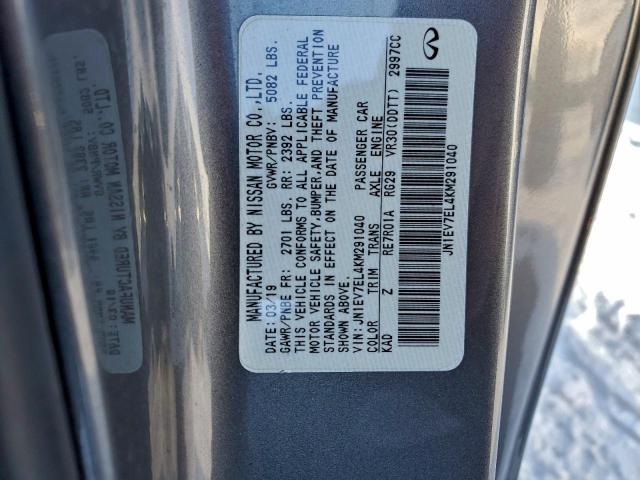 MANUFACTURED BY NISSAN MOTOR CO.,LTD.
DATE: 03/19 GVWR/PNBV: 5082 LBS.
GAWR/PNBE FR: 2701 LBS. RR: 2392 LBS.
THIS VEHICLE CONFORMS TO ALL APPLICABLE FEDERAL
MOTOR VEHICLE SAFETY,BUMPER,AND THEFT PREVENTION
STANDARDS IN EFFECT ON THE DATE OF MANUFACTURE
SHOWN ABOVE.
VIN:JN1EV7EL4KM291040 PASSENGER CAR
COLOR TRIM TRANS AXLE ENGINE
KAD Z RE7R01A RG29 VR30(DDTT) 2997CC
JN1EV7EL4KM291040